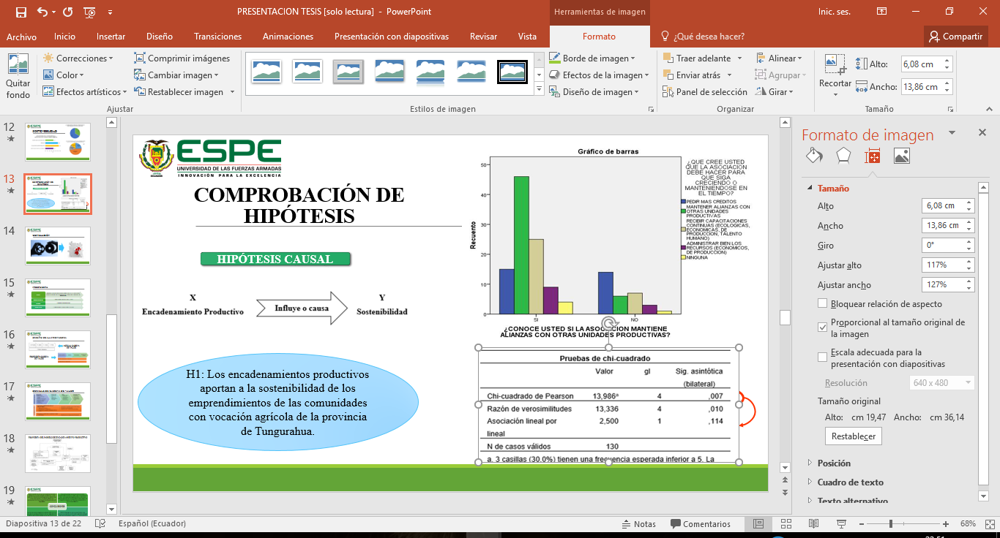 PRESENTACION TESIS [solo lectura] - PowerPoint
Herramientas de imagen
Inic. ses.
Archivo
Inicio
Insertar
Diseño
Transiciones
Animaciones
Presentación con diapositivas
Revisar
Vista
Formato
¿Qué desea hacer?
Compartir
Quitar
fondo
Correcciones
Color
Efectos artísticos
Comprimir imágenes
Cambiar imagen
Restablecer imagen
Ajustar
Estilos de imagen
Borde de imagen
Efectos de la imagen
Diseño de imagen
Traer adelante
Enviar atrás
Panel de selección
Alinear
Agrupar
Girar
Organizar
Recortar
Alto:
6,08 cm
Ancho:
13,86 cm
Tamaño
12
13
14
15
16
17
18
19
ESPE
UNIVERSIDAD DE LAS FUERZAS ARMADAS
INNOVACIÓN PARA LA EXCELENCIA
COMPROBACIÓN DE
HIPÓTESIS
HIPÓTESIS CAUSAL
X
Encadenamiento Productivo
Influye o causa
Y
Sostenibilidad
H1: Los encadenamientos productivos
aportan a la sostenibilidad de los
emprendimientos de las comunidades
con vocación agrícola de la provincia
de Tungurahua.
Gráfico de barras
Recuento
50
40
30
20
10
0
SI
NO
¿CONOCE USTED SI LA ASOCIACION MANTIENE
ALIANZAS CON OTRAS UNIDADES PRODUCTIVAS?
¿QUE CREE USTED
QUE LA ASOCIACION
DEBE HACER PARA
QUE SIGA
CRECIENDO O
MANTENIENDOSE EN
EL TIEMPO?
PEDIR MAS CREDITOS
MANTENER ALIANZAS CON
OTRAS UNIDADES
PRODUCTIVAS
RECIBIR CAPACITACIONES
CONTINUAS (ECOLOGICAS,
ECONOMICAS, DE
PRODUCCION, TALENTO
HUMANO)
ADMINISTRAR BIEN LOS
RECURSOS (ECONOMICOS,
DE PRODUCCION)
NINGUNA
Pruebas de chi-cuadrado
Valor gl Sig. asintótica
(bilateral)
Chi-cuadrado de Pearson 13,986ª 4 ,007
Razón de verosimilitudes 13,336 4 ,010
Asociación lineal por 2,500 1 ,114
lineal
N de casos válidos 130
a. 3 casillas (30,0%) tienen una frecuencia esperada inferior a 5. La
Formato de imagen
Tamaño
Alto 6,08 cm
Ancho 13,86 cm
Giro 0°
Ajustar alto 117%
Ajustar ancho 127%
Bloquear relación de aspecto
Proporcional al tamaño original de
la imagen
Escala adecuada para la
presentación con diapositivas
Resolución 640 x 480
Tamaño original
Alto: cm 19,47 Ancho: cm 36,14
Restablecer
Posición
Cuadro de texto
Texto alternativo
Diapositiva 13 de 22
Español (Ecuador)
Notas
Comentarios
68%